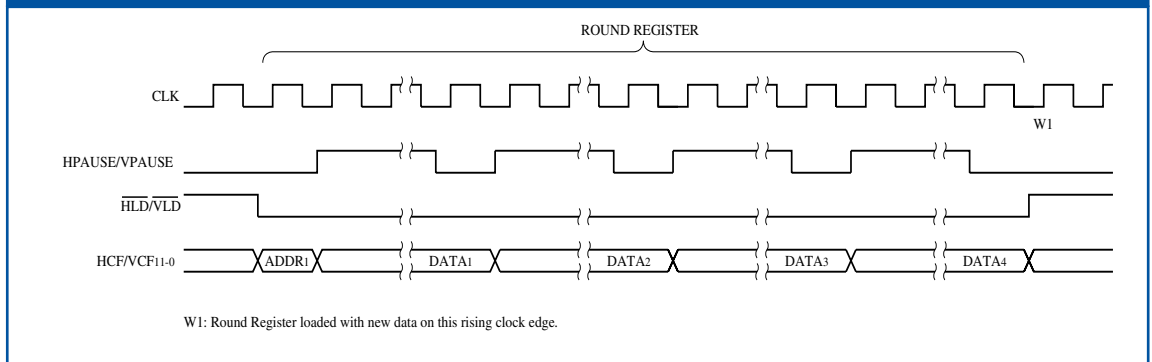 ROUND REGISTER
CLK
W1
HPAUSE/VPAUSE
HLD/VLD
HCF/VCF11-0
ADDR1
DATA1
DATA2
DATA3
DATA4
W1: Round Register loaded with new data on this rising clock edge.